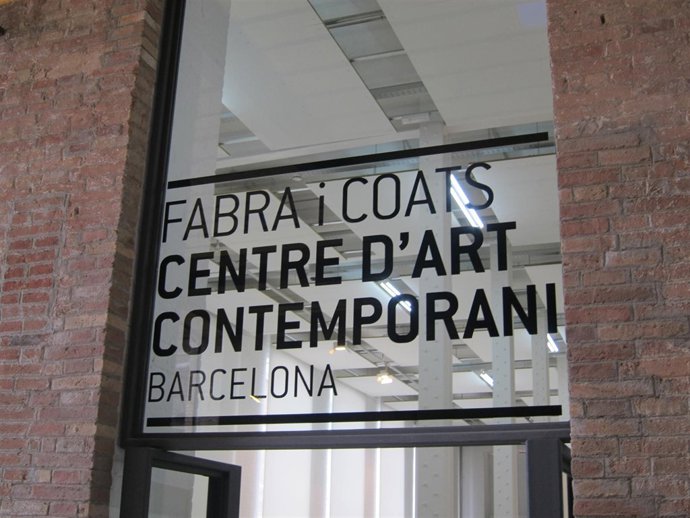 FABRA i COATS
CENTRE D'ART
CONTEMPORANI
BARCELONA